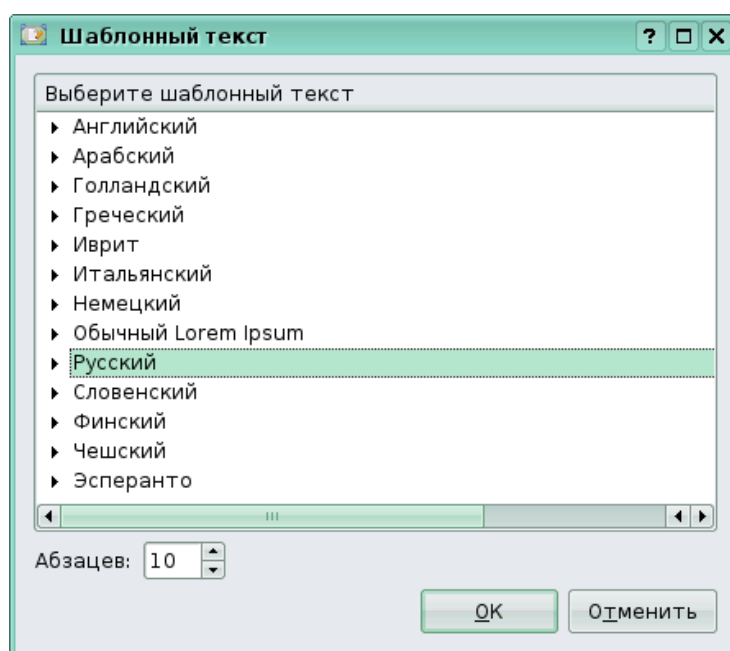 Шаблонный текст
Выберите шаблонный текст
Английский
Арабский
Голландский
Греческий
Иврит
Итальянский
Немецкий
Обычный Lorem Ipsum
Русский
Словенский
Финский
Чешский
Эсперанто
Абзацев: 10
OK Отменить